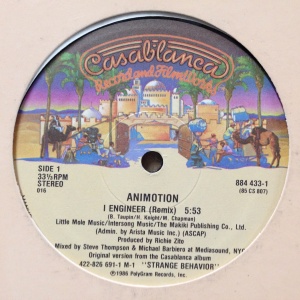 Casablanca
Record and FilmWorks
SIDE 1
33⅓RPM
STEREO
016
ANIMOTION
I ENGINEER (Remix) 5:53
884 433-1
(85 CS 807)
(B. Taupin/H. Knight/M. Chapman)
Little Mole Music/Intersong Music/The Makiki Publishing Co., Ltd.
(Admin. by Arista Music Inc.) (ASCAP)
Produced by Richie Zito
Mixed by Steve Thompson & Michael Barbiero at Mediasound, NYC
Original version from the Casablanca album
422-826 691-1 M-1 "STRANGE BEHAVIOR"
℗1986 PolyGram Records, Inc.